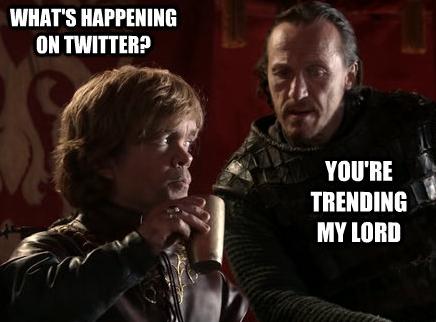 WHAT'S HAPPENING
ON TWITTER?
YOU'RE
TRENDING
MY LORD